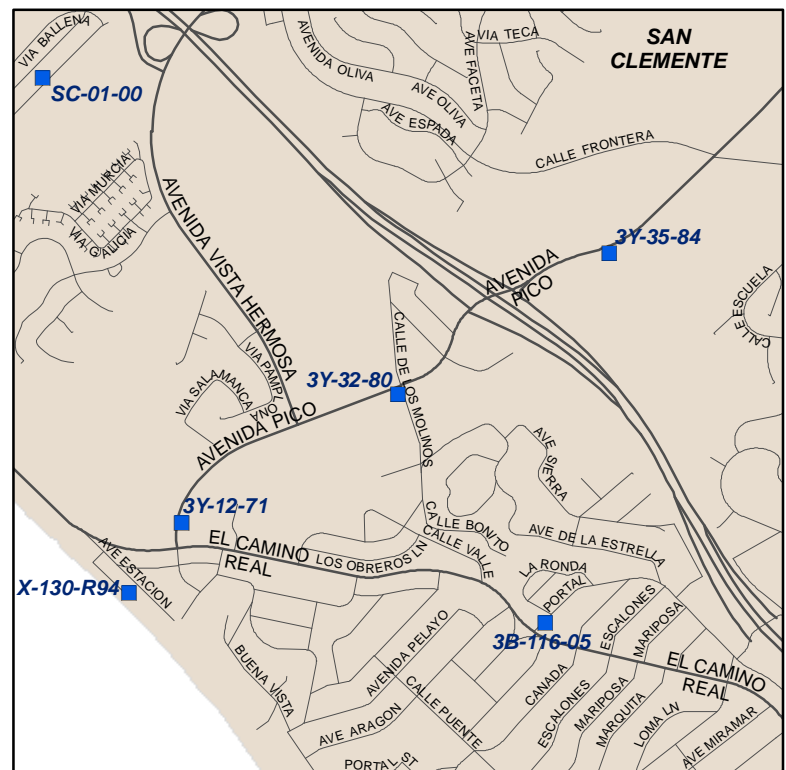 VIA BALLENA
SC-01-00
AVENIDA OLIVA
AVE OLIVA
AVE FACETA
VIA TECA
SAN
CLEMENTE
AVE ESPADA
CALLE FRONTERA
VIA MURCIA
VIA GALICIA
AVENIDA VISTA HERMOSA
3Y-35-84
AVENIDA
PICO
CALLE ESCUELA
CALLE DE LOS MOLINOS
3Y-32-80
VIA PAMPLONA
VIA SALAMANCA
AVENIDA PICO
AVE
SIERRA
3Y-12-71
CALLE BONITO
AVE DE LA ESTRELLA
EL CAMINO
REAL
LOS OBREROS LN
CALLE VALLE
AVE ESTACION
LA RONDA
PORTAL
X-130-R94
3B-116-05
ESCALONES
MARIPOSA
EL CAMINO
REAL
AVENIDA PELAYO
BUENA VISTA
CALLE PUENTE
CANADA
ESCALONES
MARIPOSA
MARQUITA
LOMA LN
AVE MIRAMAR
AVE ARAGON
PORTAL ST